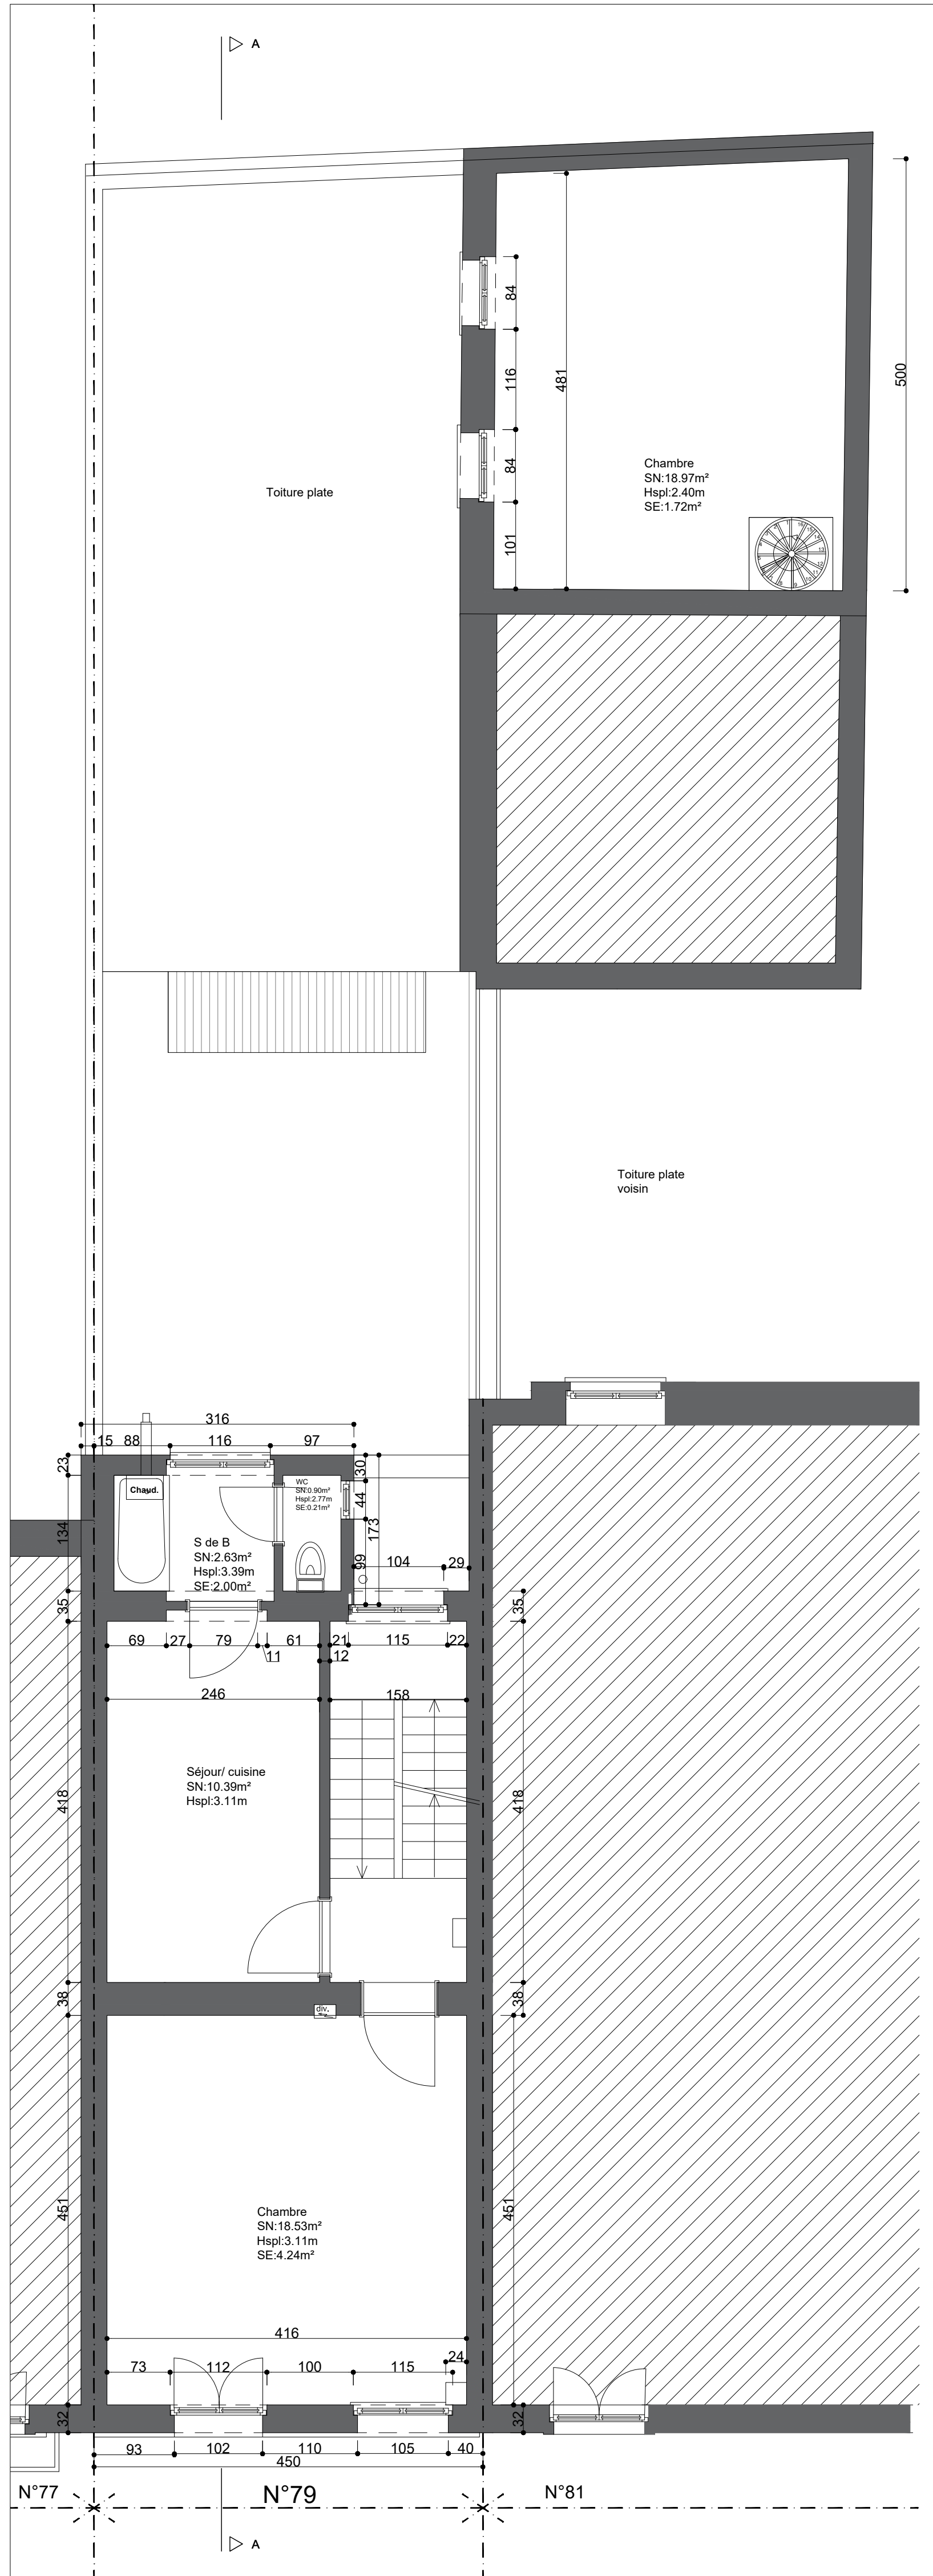 A
84
116
481
500
84
Chambre
SN:18.97m²
Hspl:2.40m
SE:1.72m²
Toiture plate
101
Toiture plate
voisin
316
15
88
116
97
23
30
Chaud.
WC
SN:0.90m²
Hspl:2.77m
SE:0.21m²
44
134
173
S de B
SN:2.63m²
Hspl:3.39m
SE:2.00m²
99
104
29
35
35
69
27
79
11
61
21
12
115
22
246
158
Séjour/ cuisine
SN:10.39m²
Hspl:3.11m
418
418
38
38
div.
451
451
Chambre
SN:18.53m²
Hspl:3.11m
SE:4.24m²
416
24
73
112
100
115
32
32
93
102
110
105
40
450
N°77
N°79
N°81
A